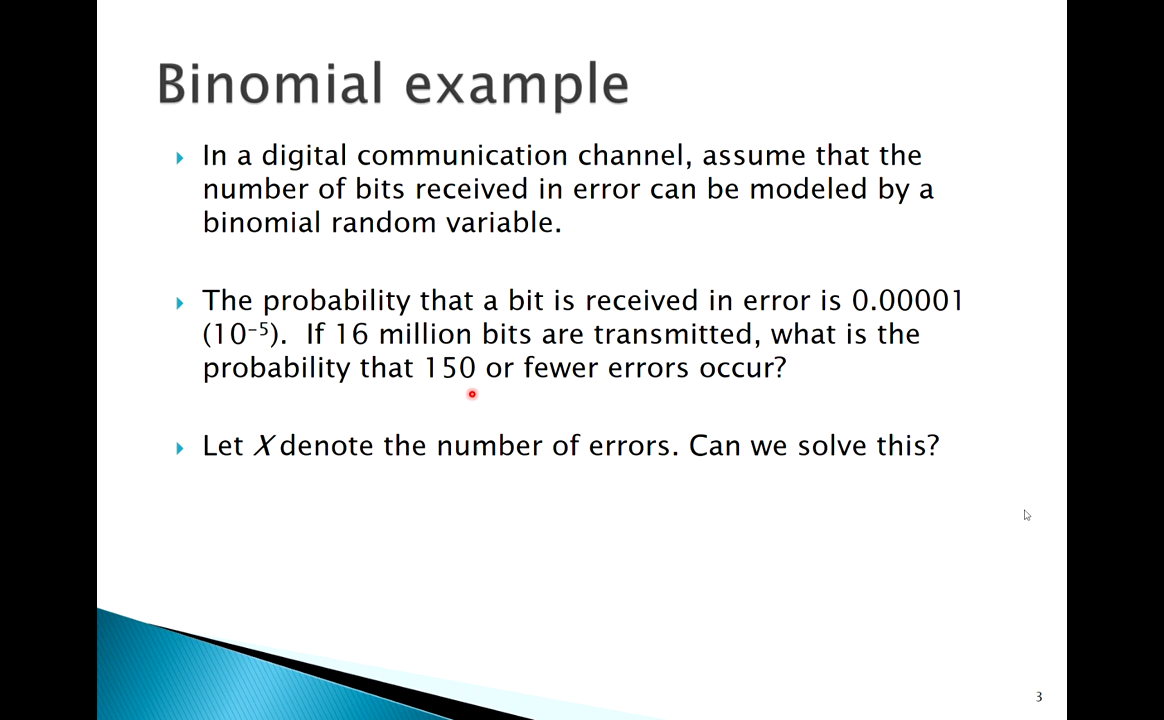 Binomial example
In a digital communication channel, assume that the
number of bits received in error can be modeled by a
binomial random variable.
The probability that a bit is received in error is 0.00001
(10⁻⁵).  If 16 million bits are transmitted, what is the
probability that 150 or fewer errors occur?
Let X denote the number of errors. Can we solve this?
3